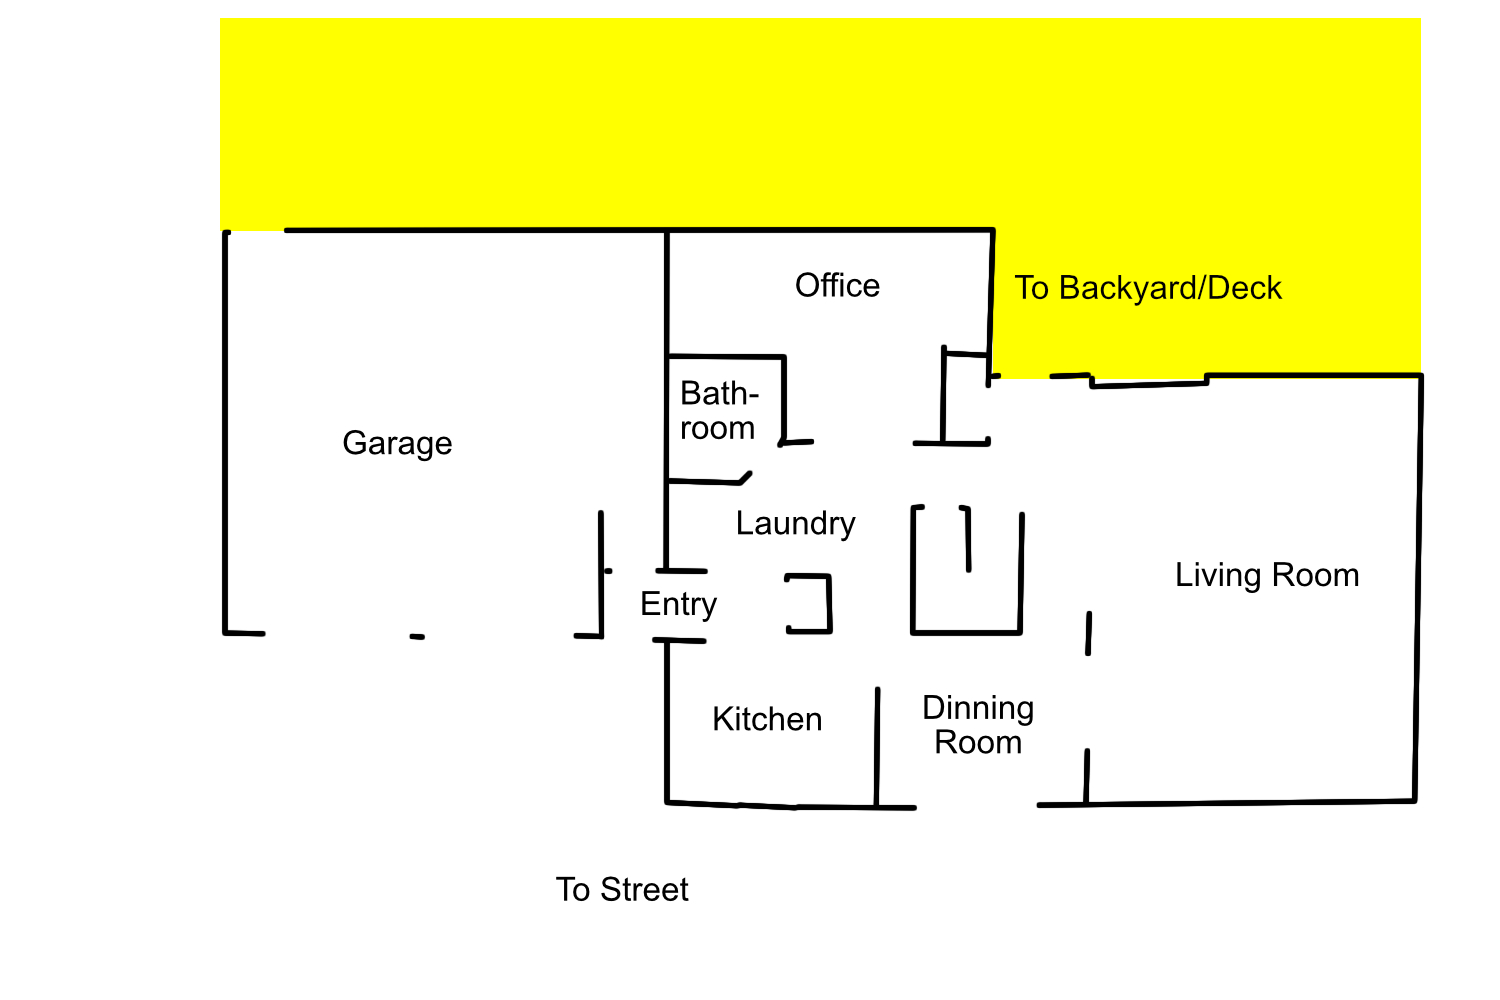 Office
To Backyard/Deck
Bath-
room
Garage
Laundry
Living Room
Entry
Kitchen
Dinning
Room
To Street